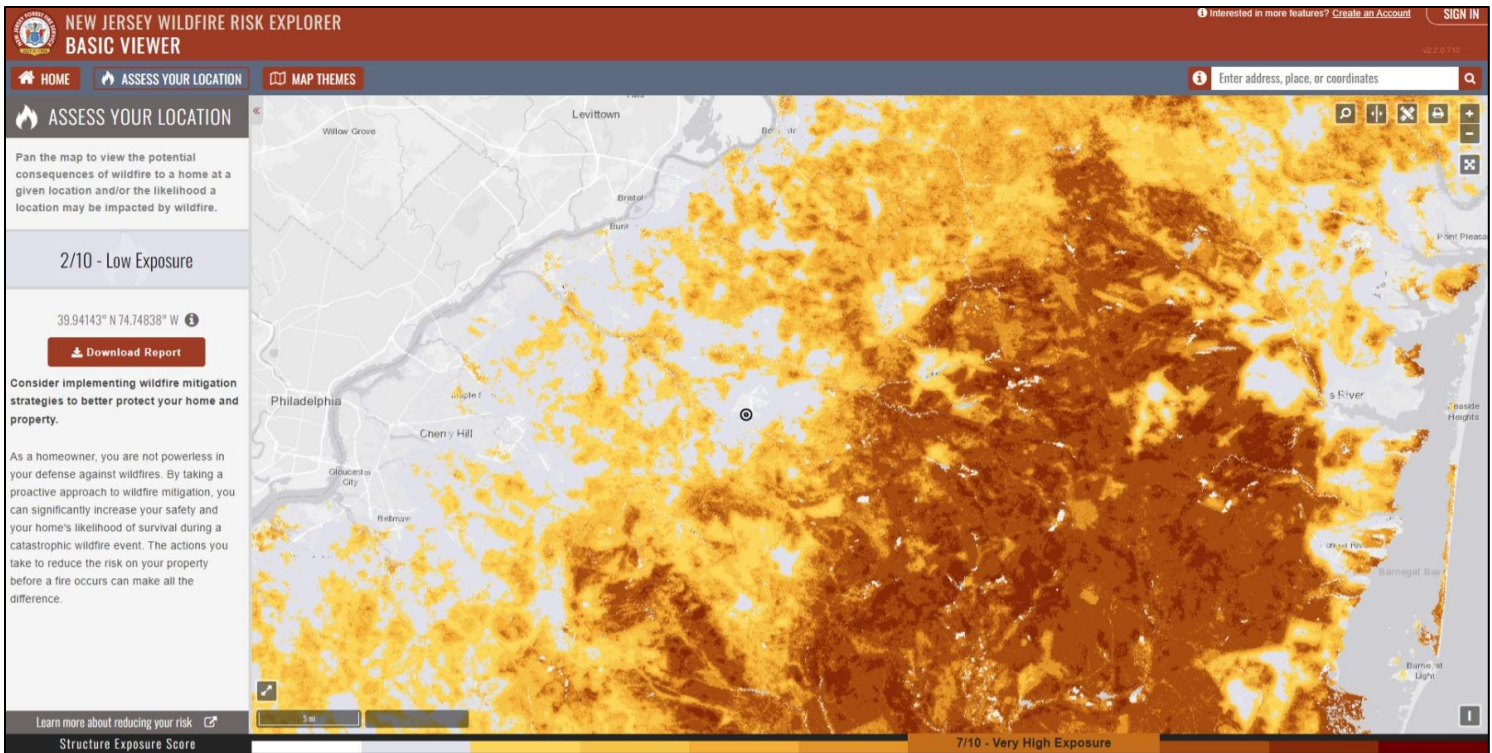 NEW JERSEY WILDFIRE RISK EXPLORER
BASIC VIEWER
Interested in more features? Create an Account
SIGN IN
v2.2.0.710
HOME
ASSESS YOUR LOCATION
MAP THEMES
Enter address, place, or coordinates
ASSESS YOUR LOCATION
Pan the map to view the potential
consequences of wildfire to a home at a
given location and/or the likelihood a
location may be impacted by wildfire.
2/10 - Low Exposure
39.94143° N 74.74838° W
Download Report
Consider implementing wildfire mitigation
strategies to better protect your home and
property.
As a homeowner, you are not powerless in
your defense against wildfires. By taking a
proactive approach to wildfire mitigation, you
can significantly increase your safety and
your home's likelihood of survival during a
catastrophic wildfire event. The actions you
take to reduce the risk on your property
before a fire occurs can make all the
difference.
Learn more about reducing your risk
Levittown
Willow Grove
Bristol
Philadelphia
Cherry Hill
Gloucester
City
Bellmawr
Point Pleasa
s River
easide
Heights
Barnegat Bay
Barnegat
Light
5 mi
Structure Exposure Score
7/10 - Very High Exposure